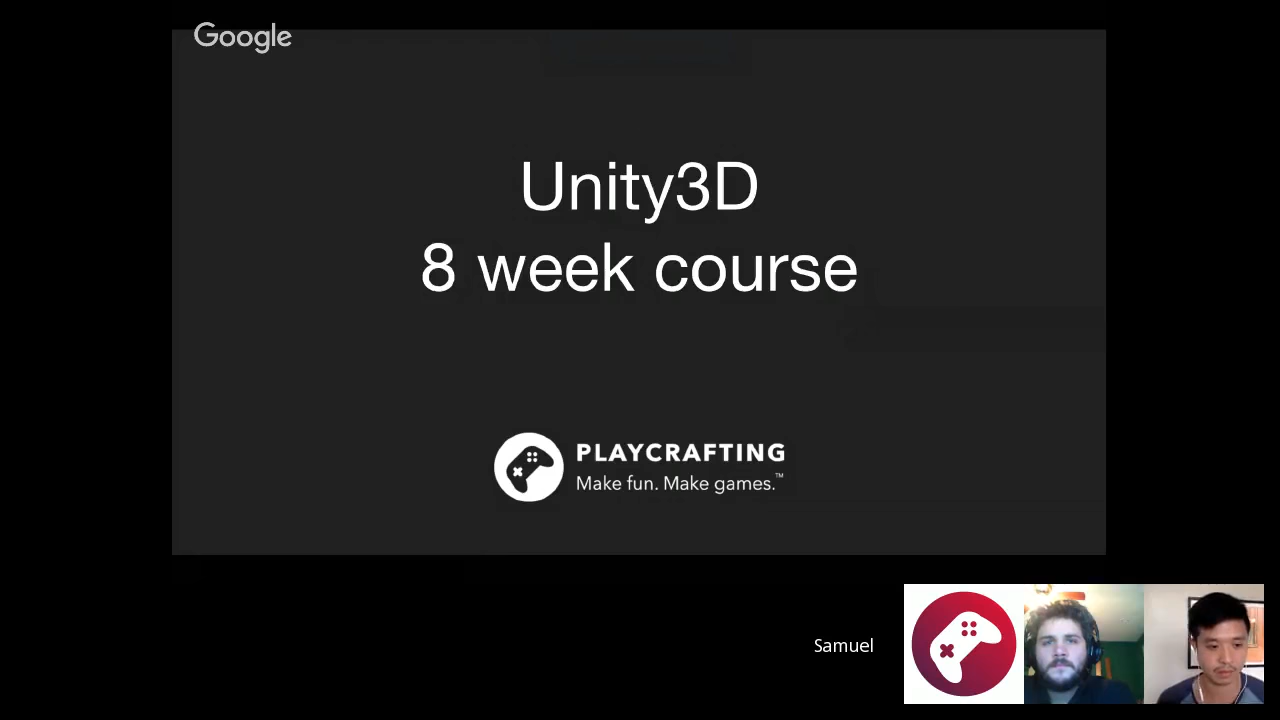 Google
Unity3D
8 week course
PLAYCRAFTING
Make fun. Make games.™
Samuel